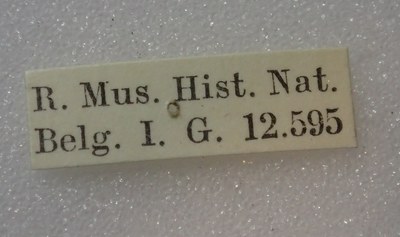 R. Mus. Hist. Nat.
Belg. I. G. 12.595